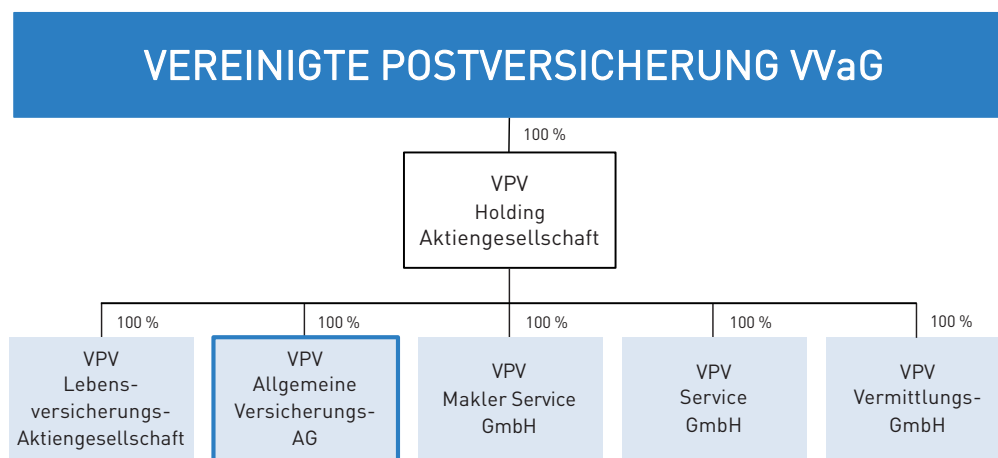 VEREINIGTE POSTVERSICHERUNG VVaG
100 %
VPV
Holding
Aktiengesellschaft
100 %
100 %
100 %
100 %
100 %
VPV
Lebens-
versicherungs-
Aktiengesellschaft
VPV
Allgemeine
Versicherungs-
AG
VPV
Makler Service
GmbH
VPV
Service
GmbH
VPV
Vermittlungs-
GmbH